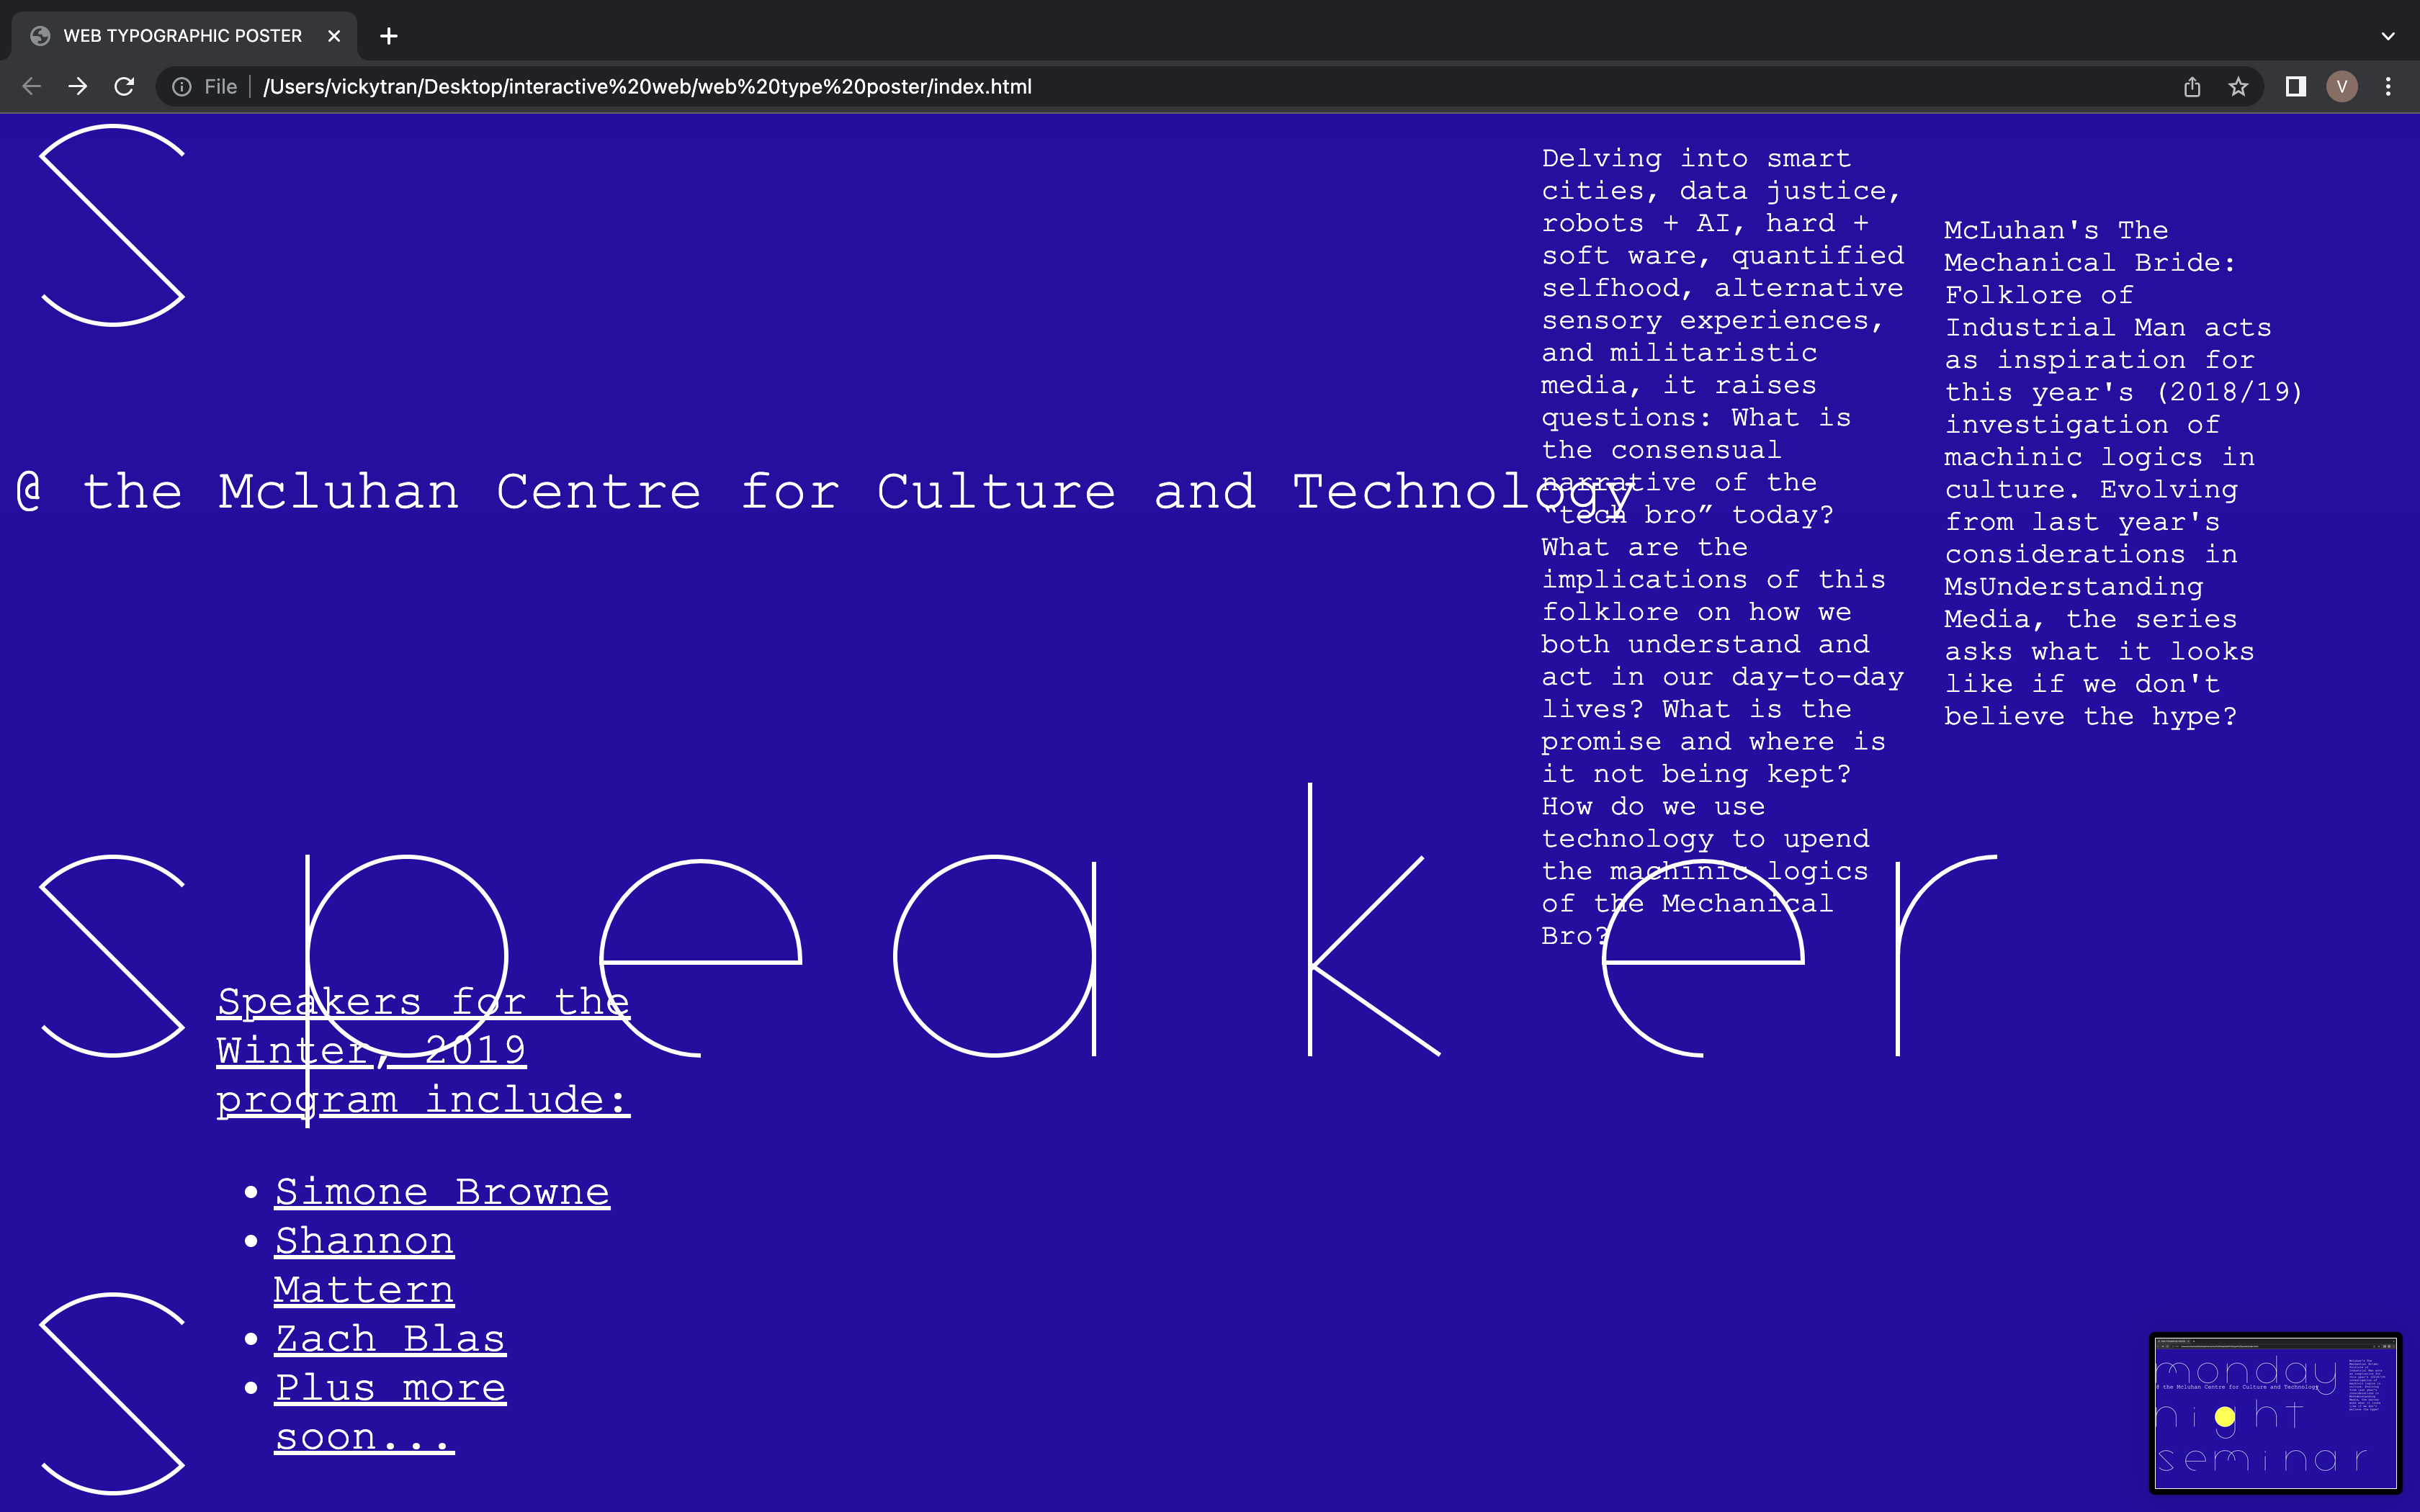 WEB TYPOGRAPHIC POSTER
File
/Users/vickytran/Desktop/interactive%20web/web%20type%20poster/index.html
V
s
@ the Mcluhan Centre for Culture and Technology
Delving into smart
cities, data justice,
robots + AI, hard +
soft ware, quantified
selfhood, alternative
sensory experiences,
and militaristic
media, it raises
questions: What is
the consensual
narrative of the
“tech bro” today?
What are the
implications of this
folklore on how we
both understand and
act in our day-to-day
lives? What is the
promise and where is
it not being kept?
How do we use
technology to upend
the machinic logics
of the Mechanical
Bro?
McLuhan's The
Mechanical Bride:
Folklore of
Industrial Man acts
as inspiration for
this year's (2018/19)
investigation of
machinic logics in
culture. Evolving
from last year's
considerations in
MsUnderstanding
Media, the series
asks what it looks
like if we don't
believe the hype?
speaker
Speakers for the
Winter, 2019
program include:
• Simone Browne
• Shannon
Mattern
• Zach Blas
• Plus more
soon...
s
monday
@ the Mcluhan Centre for Culture and Technology
night
seminar